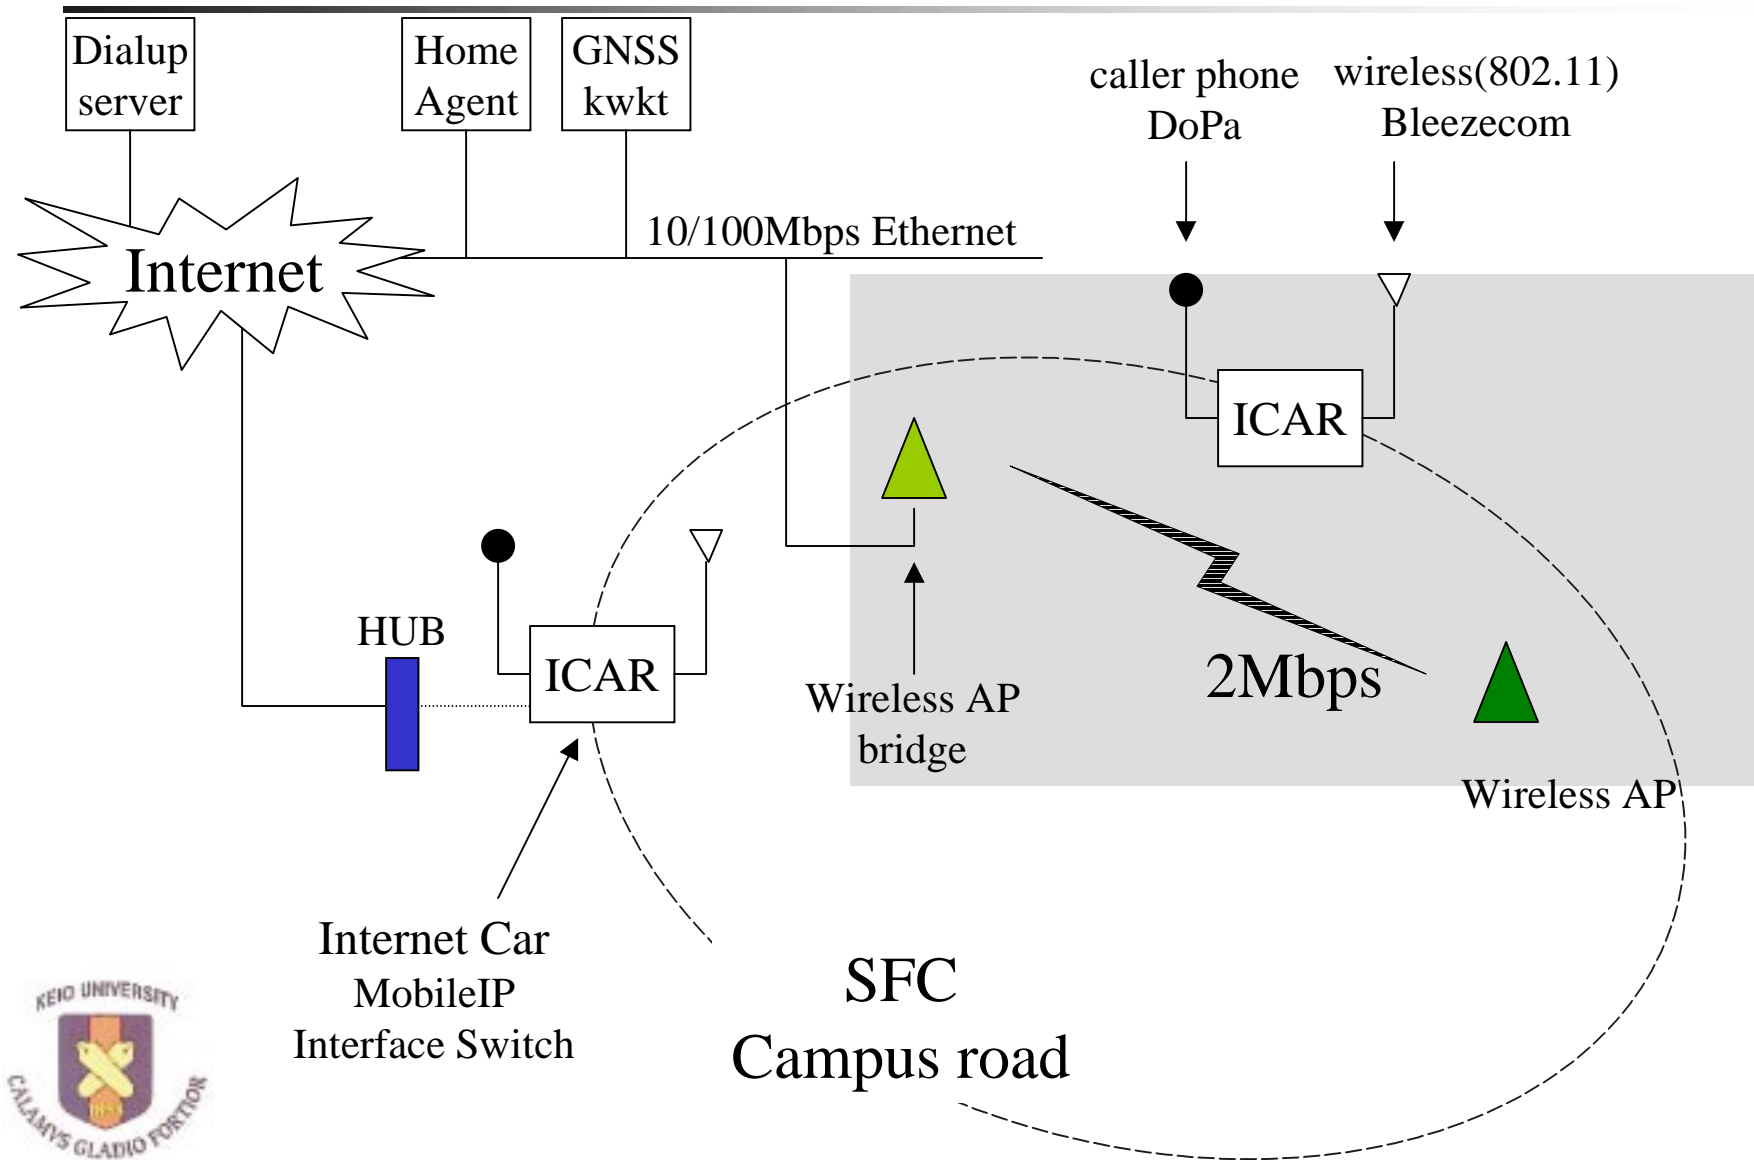 Dialup
server
Home
Agent
GNSS
kwkt
caller phone
DoPa
wireless(802.11)
Bleezecom
10/100Mbps Ethernet
Internet
ICAR
HUB
ICAR
2Mbps
Wireless AP
bridge
Wireless AP
Internet Car
MobileIP
Interface Switch
SFC
Campus road
KEIO UNIVERSITY
CALAMVS GLADIO FORTIOR